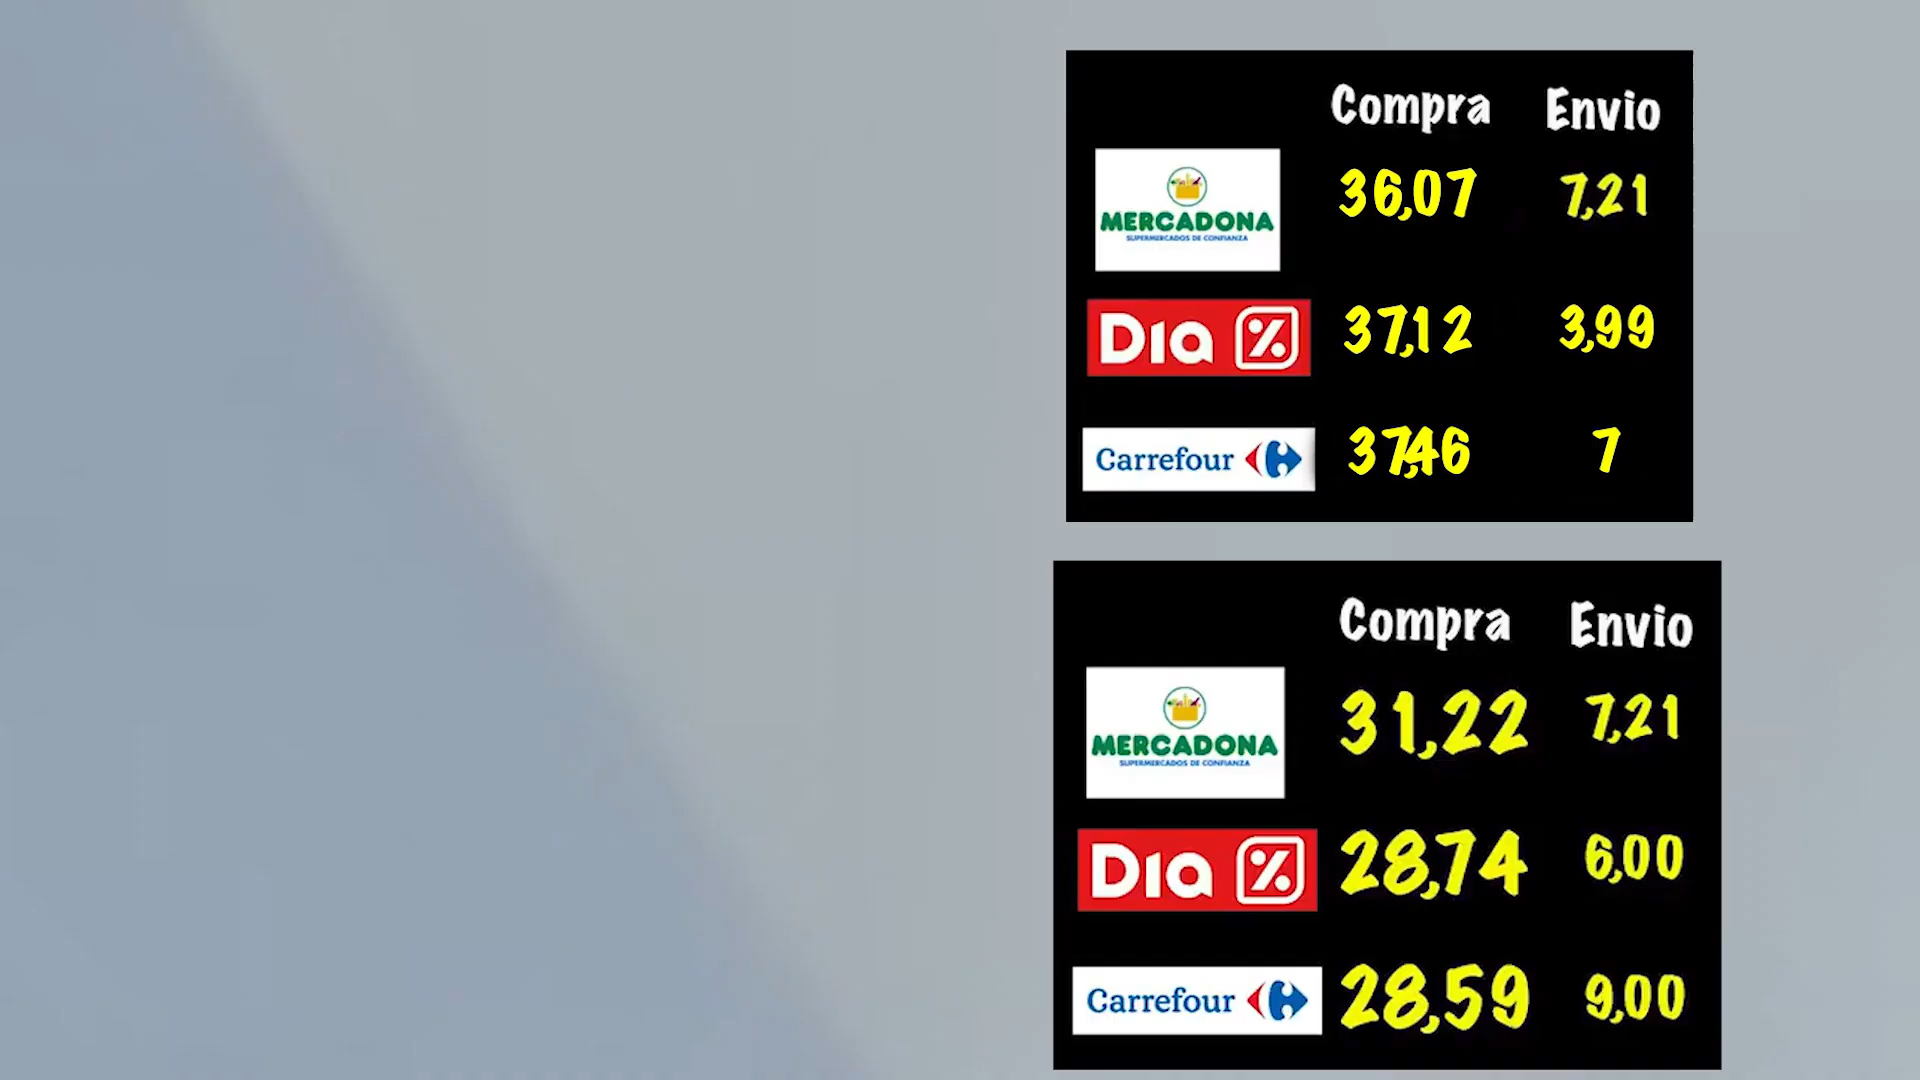 Compra Envio
MERCADONA
SUPERMERCADOS DE CONFIANZA
36,07 7,21
Dia %
37,12 3,99
Carrefour
37,46 7
Compra Envio
MERCADONA
SUPERMERCADOS DE CONFIANZA
31,22 7,21
Dia %
28,74 6,00
Carrefour
28,59 9,00